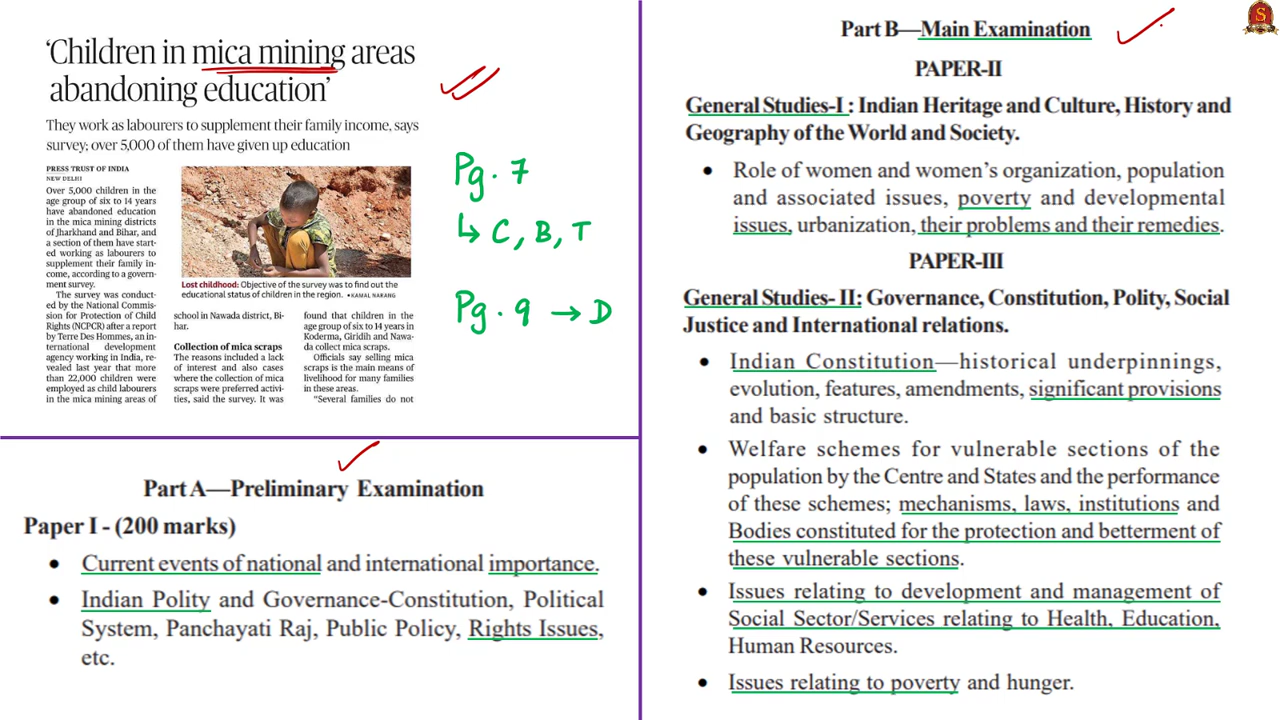 ‘Children in mica mining areas
abandoning education’
They work as labourers to supplement their family income, says
survey; over 5,000 of them have given up education
PRESS TRUST OF INDIA
NEW DELHI
Over 5,000 children in the
age group of six to 14 years
have abandoned education
in the mica mining districts
of Jharkhand and Bihar, and
a section of them have start-
ed working as labourers to
supplement their family in-
come, according to a govern-
ment survey.
The survey was conduct-
ed by the National Commis-
sion for Protection of Child
Rights (NCPCR) after a report
by Terre Des Hommes, an in-
ternational development
agency working in India, re-
vealed last year that more
than 22,000 children were
employed as child labourers
in the mica mining areas of
Lost childhood: Objective of the survey was to find out the
educational status of children in the region. • KAMAL NARANG
school in Nawada district, Bi-
har.
Collection of mica scraps
The reasons included a lack
of interest and also cases
where the collection of mica
scraps were preferred activi-
ties, said the survey. It was
found that children in the
age group of six to 14 years in
Koderma, Giridih and Nawa-
da collect mica scraps.
Officials say selling mica
scraps is the main means of
livelihood for many families
in these areas.
“Several families do not
Pg. 7
↳ C, B, T
Pg. 9 → D
Part A—Preliminary Examination
Paper I - (200 marks)
• Current events of national and international importance.
• Indian Polity and Governance-Constitution, Political
System, Panchayati Raj, Public Policy, Rights Issues,
etc.
Part B—Main Examination
PAPER-II
General Studies-I : Indian Heritage and Culture, History and
Geography of the World and Society.
• Role of women and women’s organization, population
and associated issues, poverty and developmental
issues, urbanization, their problems and their remedies.
PAPER-III
General Studies- II: Governance, Constitution, Polity, Social
Justice and International relations.
• Indian Constitution—historical underpinnings,
evolution, features, amendments, significant provisions
and basic structure.
• Welfare schemes for vulnerable sections of the
population by the Centre and States and the performance
of these schemes; mechanisms, laws, institutions and
Bodies constituted for the protection and betterment of
these vulnerable sections.
• Issues relating to development and management of
Social Sector/Services relating to Health, Education,
Human Resources.
• Issues relating to poverty and hunger.
S